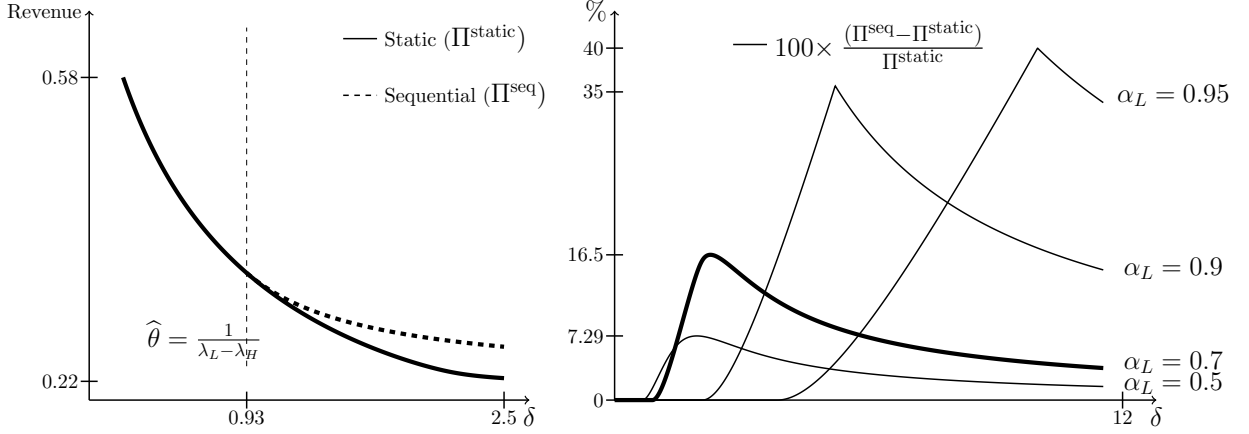 Revenue
Static (Π^static)
Sequential (Π^seq)
0.58
θ̂ = 1/(λ_L−λ_H)
0.22
0.93
2.5 δ
%
100× (Π^seq−Π^static)/Π^static
40
35
α_L = 0.95
16.5
α_L = 0.9
7.29
α_L = 0.7
α_L = 0.5
0
12 δ